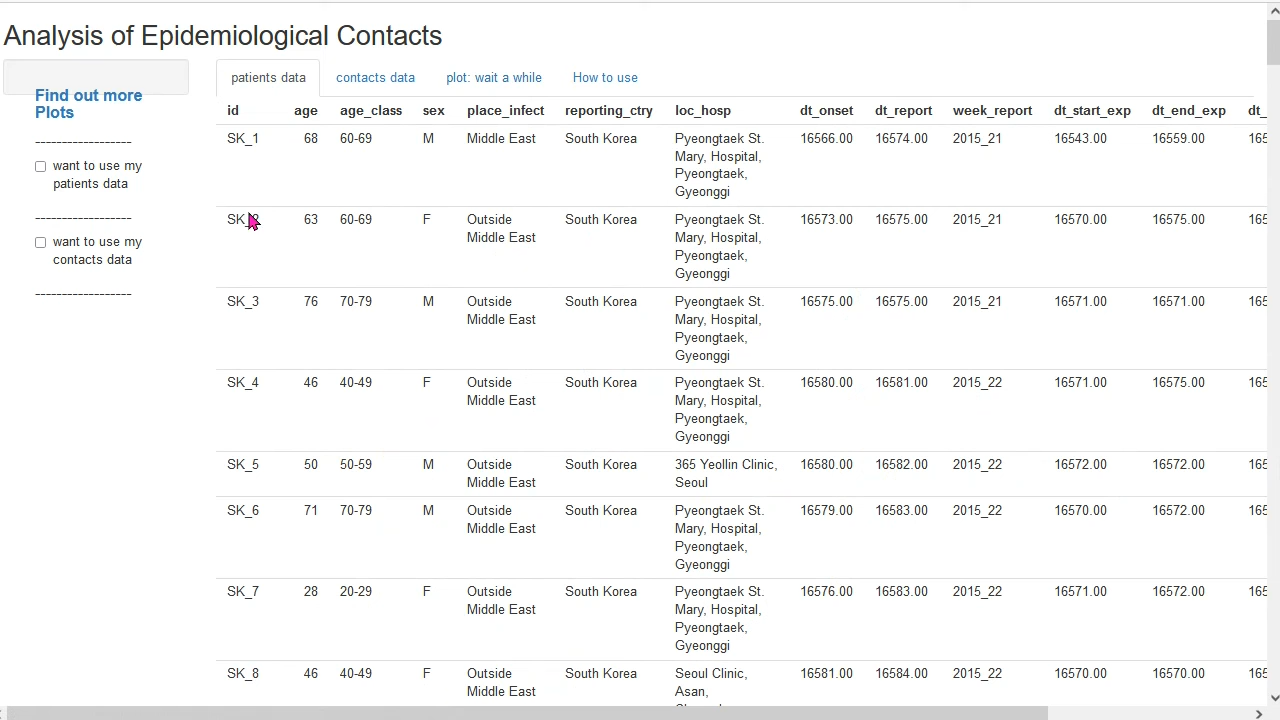 Analysis of Epidemiological Contacts
Find out more
Plots
------------------
want to use my
patients data
------------------
want to use my
contacts data
------------------
patients data contacts data plot: wait a while How to use
id age age_class sex place_infect reporting_ctry loc_hosp dt_onset dt_report week_report dt_start_exp dt_end_exp dt_
SK_1 68 60-69 M Middle East South Korea Pyeongtaek St. 16566.00 16574.00 2015_21 16543.00 16559.00
Mary, Hospital,
Pyeongtaek,
Gyeonggi
SK 63 60-69 F Outside South Korea Pyeongtaek St. 16573.00 16575.00 2015_21 16570.00 16575.00
Middle East Mary, Hospital,
Pyeongtaek,
Gyeonggi
SK_3 76 70-79 M Outside South Korea Pyeongtaek St. 16575.00 16575.00 2015_21 16571.00 16571.00
Middle East Mary, Hospital,
Pyeongtaek,
Gyeonggi
SK_4 46 40-49 F Outside South Korea Pyeongtaek St. 16580.00 16581.00 2015_22 16571.00 16575.00
Middle East Mary, Hospital,
Pyeongtaek,
Gyeonggi
SK_5 50 50-59 M Outside South Korea 365 Yeollin Clinic, 16580.00 16582.00 2015_22 16572.00 16572.00
Middle East Seoul
SK_6 71 70-79 M Outside South Korea Pyeongtaek St. 16579.00 16583.00 2015_22 16570.00 16572.00
Middle East Mary, Hospital,
Pyeongtaek,
Gyeonggi
SK_7 28 20-29 F Outside South Korea Pyeongtaek St. 16576.00 16583.00 2015_22 16571.00 16572.00
Middle East Mary, Hospital,
Pyeongtaek,
Gyeonggi
SK_8 46 40-49 F Outside South Korea Seoul Clinic, 16581.00 16584.00 2015_22 16570.00 16570.00
Middle East Asan,